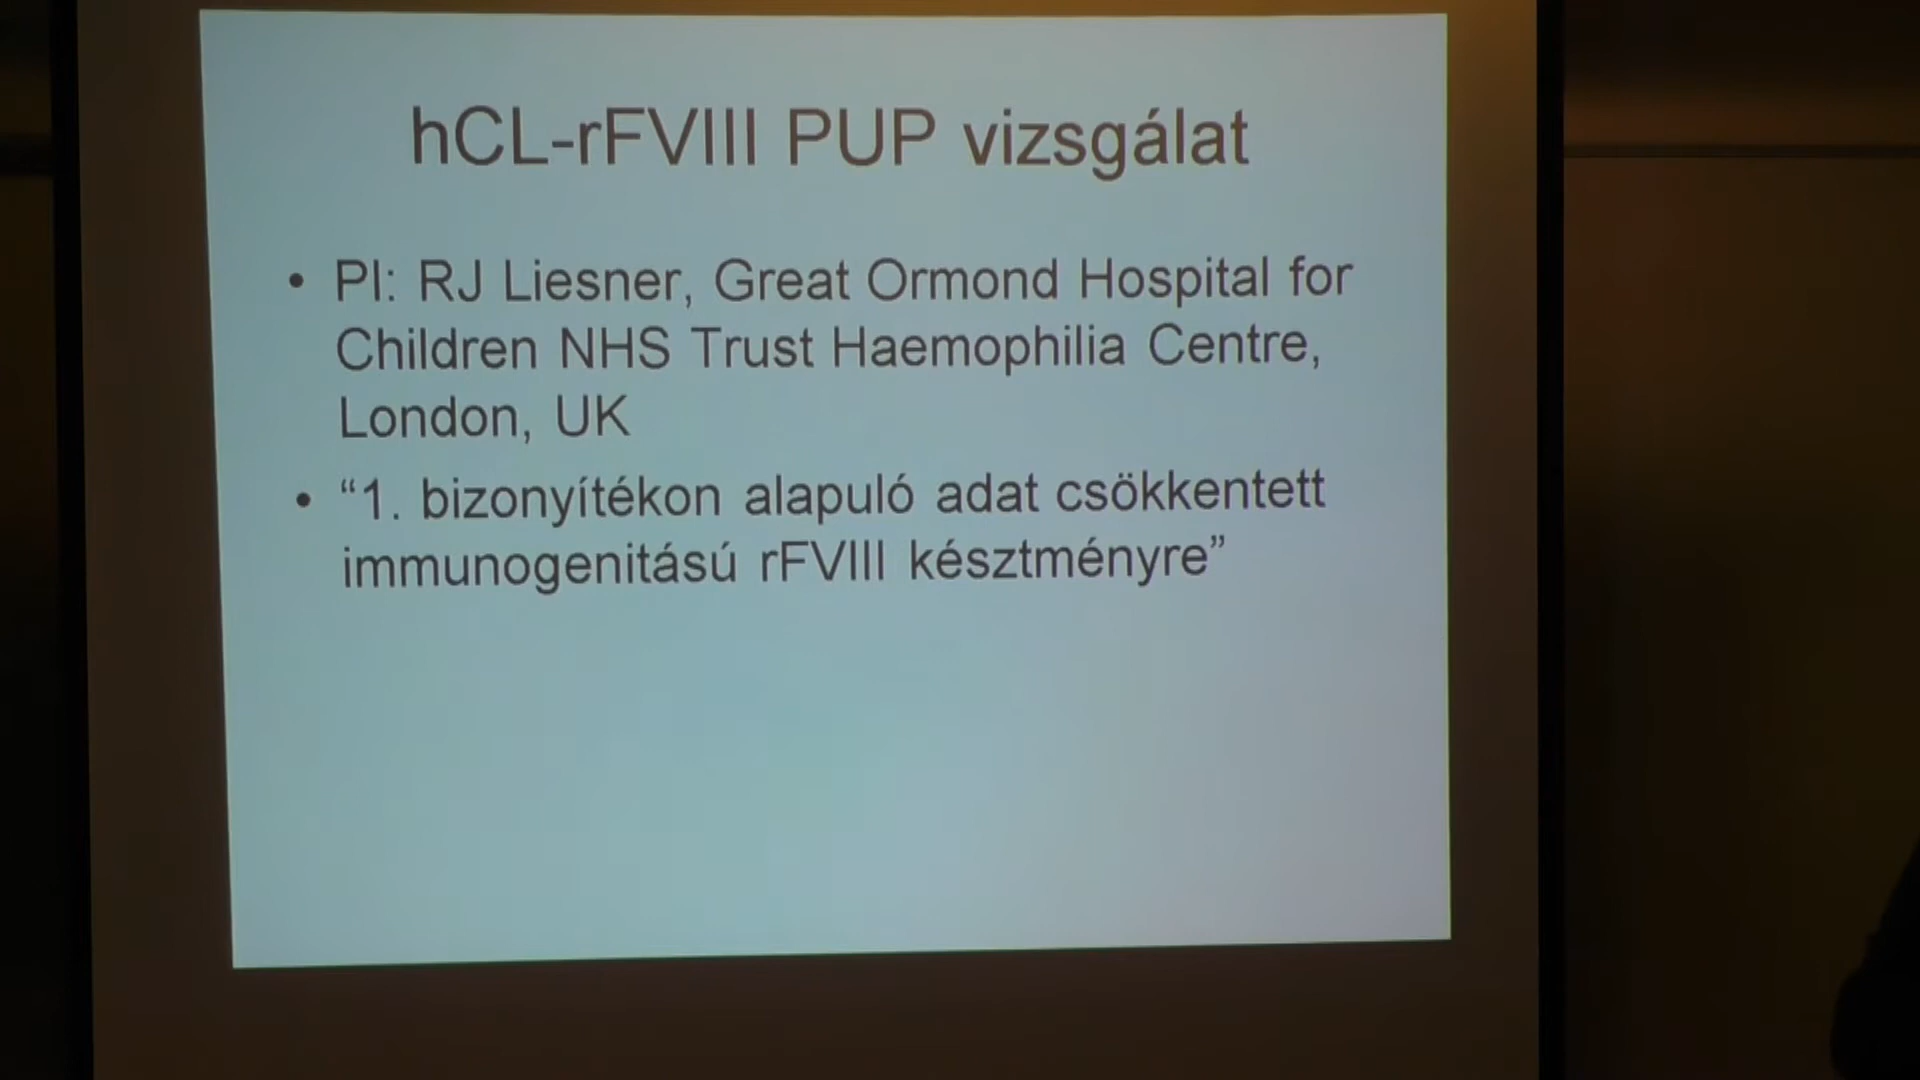 hCL-rFVIII PUP vizsgálat
• PI: RJ Liesner, Great Ormond Hospital for
Children NHS Trust Haemophilia Centre,
London, UK
• “1. bizonyítékon alapuló adat csökkentett
immunogenitású rFVIII késztményre”